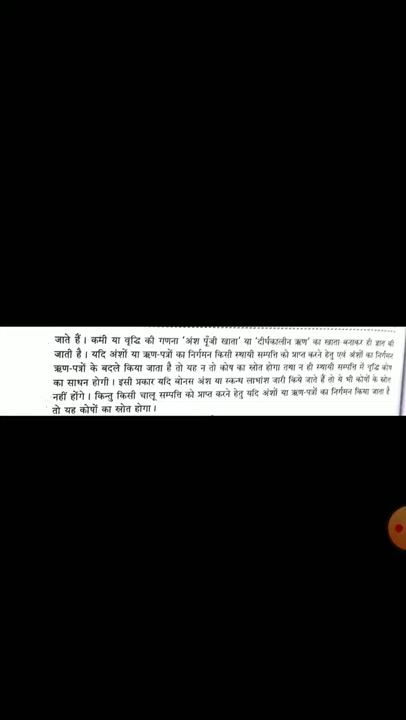 जाते हैं। कमी या वृद्धि की गणना 'अंश पूँजी खाता' या 'दीर्घकालीन ऋण' का खाता बनाकर ही ज्ञात की
जाती है। यदि अंशों या ऋण-पत्रों का निर्गमन किसी स्थायी सम्पत्ति को प्राप्त करने हेतु एवं अंशों का निर्गमन
ऋण-पत्रों के बदले किया जाता है तो यह न तो कोष का स्रोत होगा तथा न ही स्थायी सम्पत्ति में वृद्धि कोष
का साधन होगी। इसी प्रकार यदि बोनस अंश या स्कन्ध लाभांश जारी किये जाते हैं तो ये भी कोषों के स्रोत
नहीं होंगे। किन्तु किसी चालू सम्पत्ति को प्राप्त करने हेतु यदि अंशों या ऋण-पत्रों का निर्गमन किया जाता है
तो यह कोषों का स्रोत होगा।